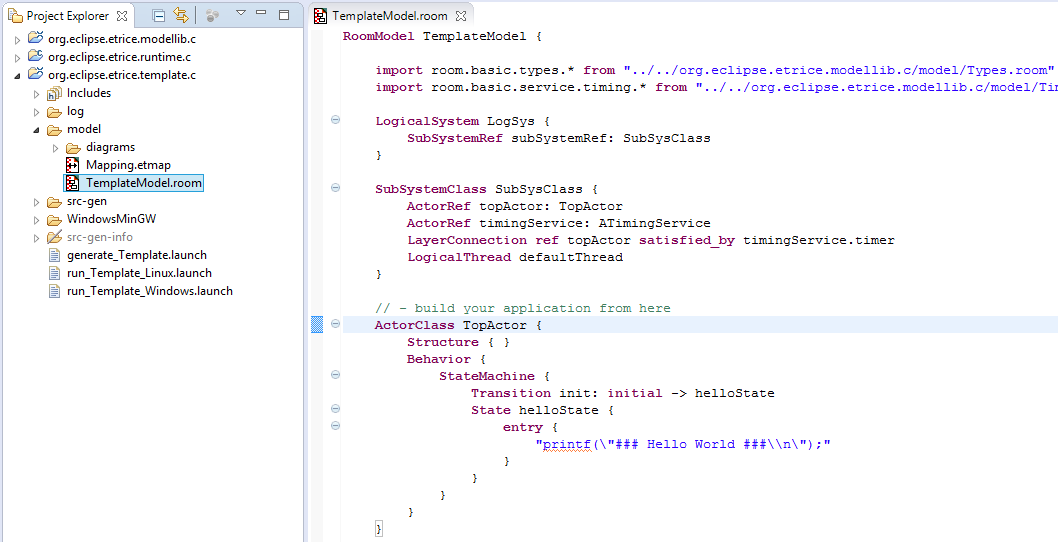 Project Explorer
org.eclipse.etrice.modellib.c
org.eclipse.etrice.runtime.c
org.eclipse.etrice.template.c
Includes
log
model
diagrams
Mapping.etmap
TemplateModel.room
src-gen
WindowsMinGW
src-gen-info
generate_Template.launch
run_Template_Linux.launch
run_Template_Windows.launch
TemplateModel.room
RoomModel TemplateModel {
import room.basic.types.* from "../../org.eclipse.etrice.modellib.c/model/Types.room"
import room.basic.service.timing.* from "../../org.eclipse.etrice.modellib.c/model/Tim
LogicalSystem LogSys {
SubSystemRef subSystemRef: SubSysClass
}
SubSystemClass SubSysClass {
ActorRef topActor: TopActor
ActorRef timingService: ATimingService
LayerConnection ref topActor satisfied_by timingService.timer
LogicalThread defaultThread
}
// - build your application from here
ActorClass TopActor {
Structure { }
Behavior {
StateMachine {
Transition init: initial -> helloState
State helloState {
entry {
"printf(\"### Hello World ###\\n\");"
}
}
}
}
}